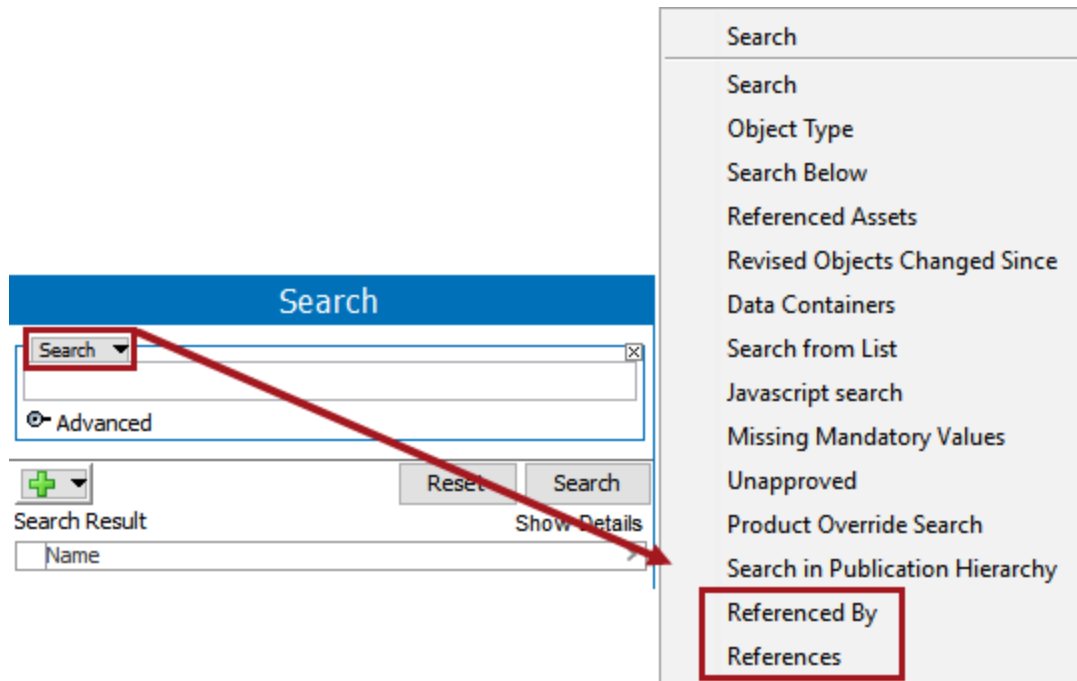 Search
Search
Advanced
Reset Search
Search Result Show Details
Name
Search
Search
Object Type
Search Below
Referenced Assets
Revised Objects Changed Since
Data Containers
Search from List
Javascript search
Missing Mandatory Values
Unapproved
Product Override Search
Search in Publication Hierarchy
Referenced By
References